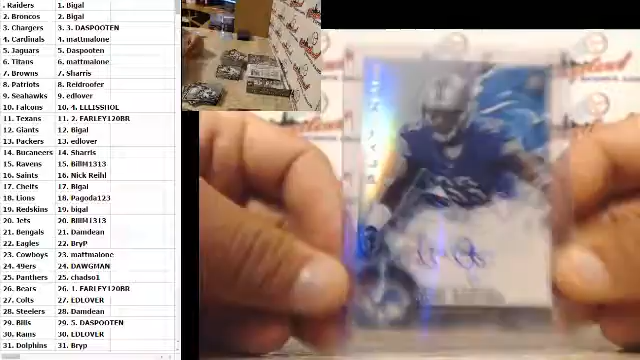 . Raiders 1. Bigal
2. Broncos 2. Bigal
3. Chargers 3. 3. DASPOOTEN
4. Cardinals 4. mattmalone
5. Jaguars 5. Daspooten
6. Titans 6. mattmalone
7. Browns 7. Sharris
8. Patriots 8. Reidroofer
9. Seahawks 9. edlover
10. Falcons 10. 4. ELLISSHOL
11. Texans 11. 2. FARLEY120BR
12. Giants 12. Bigal
13. Packers 13. edlover
14. Bucaneers 14. Sharris
15. Ravens 15. BillM1313
16. Saints 16. Nick Reihl
17. Cheifs 17. Bigal
18. Lions 18. Pagoda123
19. Redskins 19. bigal
20. Jets 20. BillM1313
21. Bengals 21. Damdean
22. Eagles 22. BryP
23. Cowboys 23. mattmalone
24. 49ers 24. DAWGMAN
25. Panthers 25. chadso1
26. Bears 26. 1. FARLEY120BR
27. Colts 27. EDLOVER
28. Steelers 28. Damdean
29. Bills 29. 5. DASPOOTEN
30. Rams 30. EDLOVER
31. Dolphins 31. Bryp